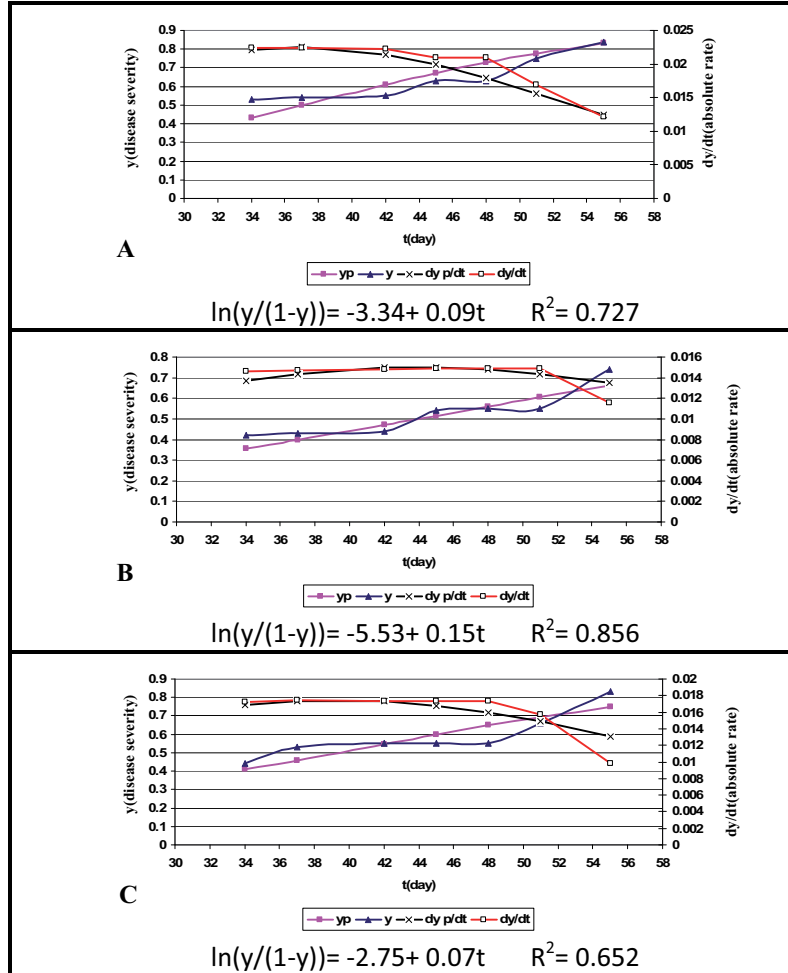 0.9
0.8
0.7
0.6
0.5
0.4
0.3
0.2
0.1
0
y(disease severity)
0.025
0.02
0.015
0.01
0.005
0
dy/dt(absolute rate)
30 32 34 36 38 40 42 44 46 48 50 52 54 56 58
t(day)
A
yp y dy p/dt dy/dt
ln(y/(1-y))= -3.34+ 0.09t R²= 0.727
0.8
0.7
0.6
0.5
0.4
0.3
0.2
0.1
0
y(disease severity)
0.016
0.014
0.012
0.01
0.008
0.006
0.004
0.002
0
dy/dt(absolute rate)
30 32 34 36 38 40 42 44 46 48 50 52 54 56 58
t(day)
B
yp y dy p/dt dy/dt
ln(y/(1-y))= -5.53+ 0.15t R²= 0.856
0.9
0.8
0.7
0.6
0.5
0.4
0.3
0.2
0.1
0
y(disease severity)
0.02
0.018
0.016
0.014
0.012
0.01
0.008
0.006
0.004
0.002
0
dy/dt(absolute rate)
30 32 34 36 38 40 42 44 46 48 50 52 54 56 58
t(day)
C
yp y dy p/dt dy/dt
ln(y/(1-y))= -2.75+ 0.07t R²= 0.652